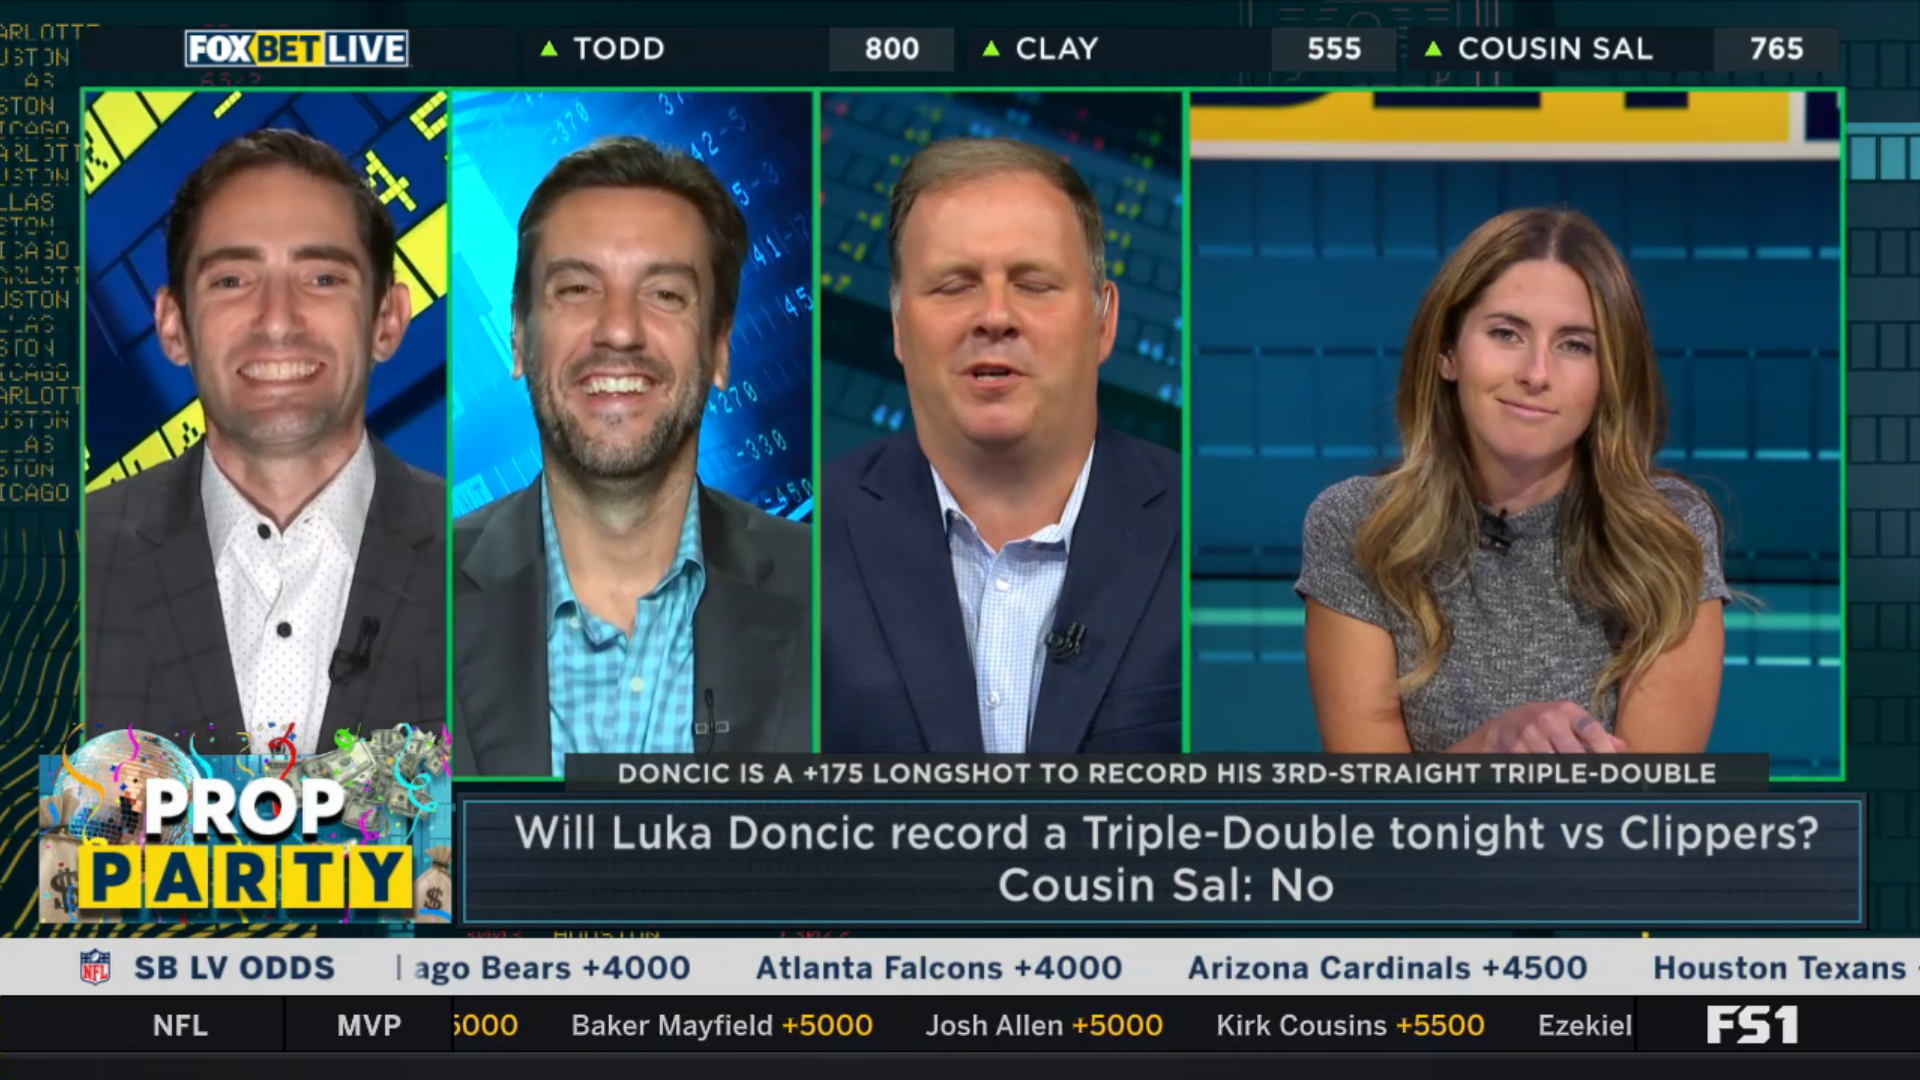 FOX BET LIVE
TODD 800
CLAY 555
COUSIN SAL 765
DONCIC IS A +175 LONGSHOT TO RECORD HIS 3RD-STRAIGHT TRIPLE-DOUBLE
PROP
PARTY
Will Luka Doncic record a Triple-Double tonight vs Clippers?
Cousin Sal: No
NFL SB LV ODDS ago Bears +4000 Atlanta Falcons +4000 Arizona Cardinals +4500 Houston Texans
NFL MVP 5000 Baker Mayfield +5000 Josh Allen +5000 Kirk Cousins +5500 Ezekiel FS1